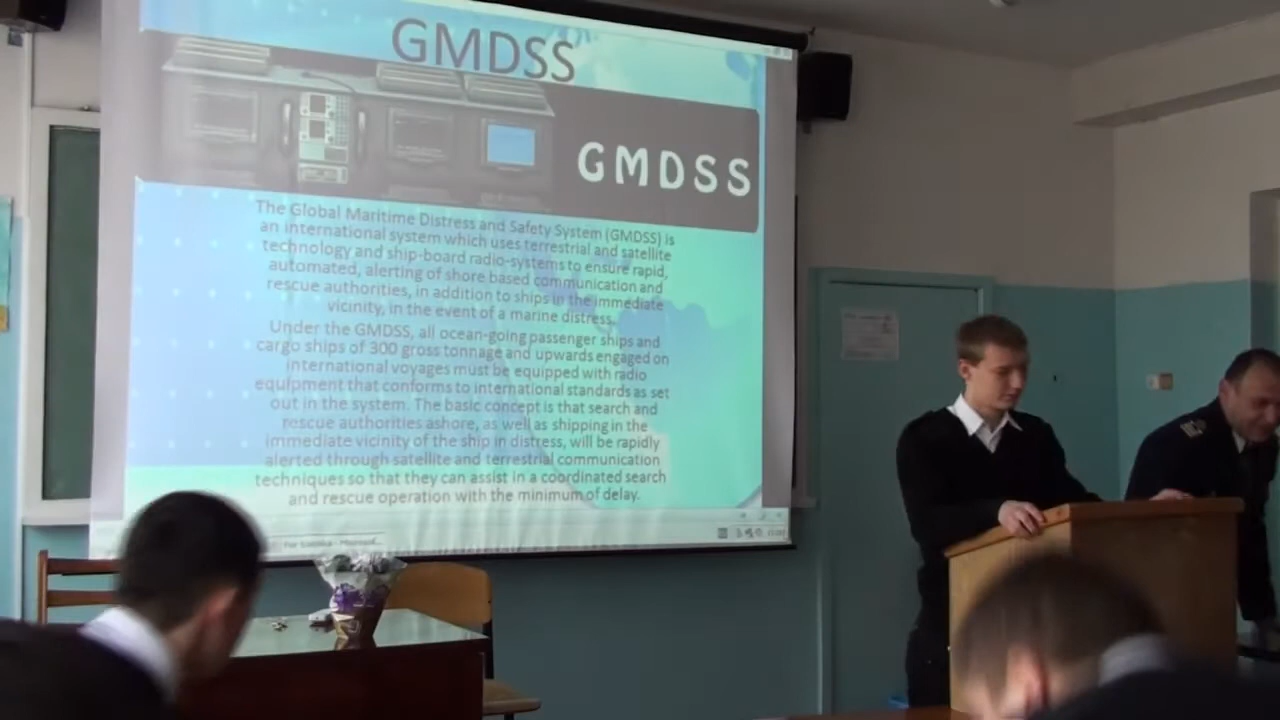 GMDSS
GMDSS
The Global Maritime Distress and Safety System (GMDSS) is
an international system which uses terrestrial and satellite
technology and ship-board radio-systems to ensure rapid,
automated, alerting of shore based communication and
rescue authorities, in addition to ships in the immediate
vicinity, in the event of a marine distress.
Under the GMDSS, all ocean-going passenger ships and
cargo ships of 300 gross tonnage and upwards engaged on
international voyages must be equipped with radio
equipment that conforms to international standards as set
out in the system. The basic concept is that search and
rescue authorities ashore, as well as shipping in the
immediate vicinity of the ship in distress, will be rapidly
alerted through satellite and terrestrial communication
techniques so that they can assist in a coordinated search
and rescue operation with the minimum of delay.